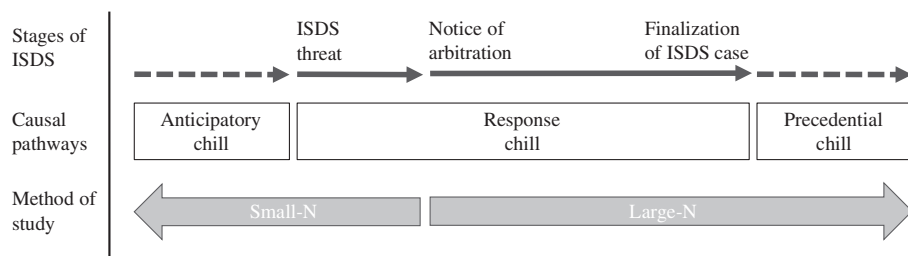 Stages of
ISDS
ISDS
threat
Notice of
arbitration
Finalization
of ISDS case
Causal
pathways
Anticipatory
chill
Response
chill
Precedential
chill
Method of
study
Small-N
Large-N